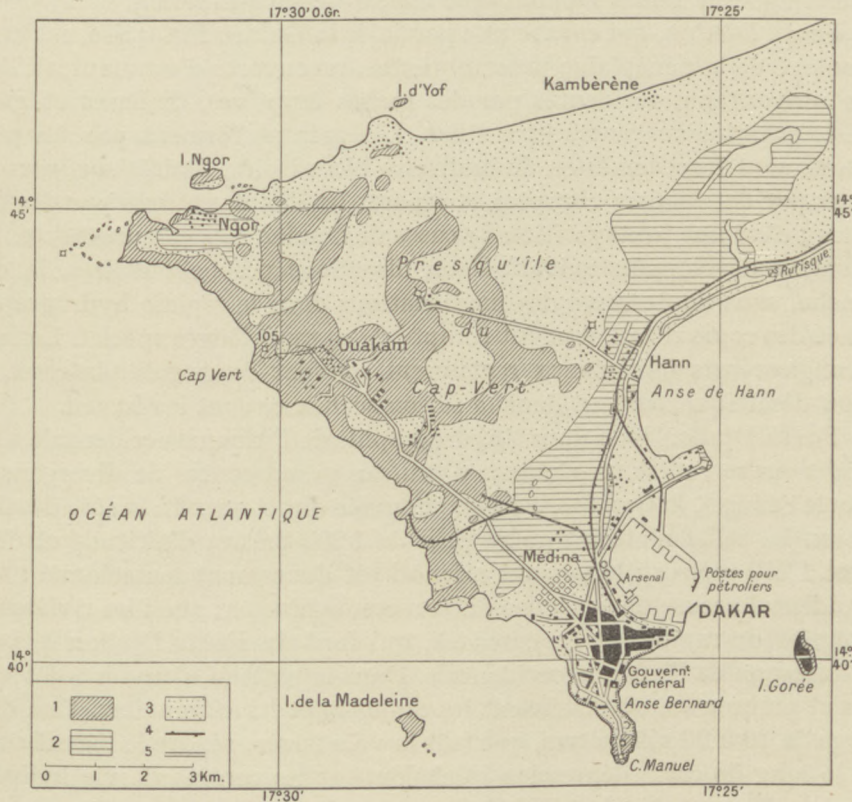 17°30' O.Gr.
17°25'
Kambèrène
I. d'Yof
I. Ngor
14°
45'
14°
45'
Ngor
Presqu'île
vs Rufisque
du
105
Ouakam
Hann
Cap Vert
Cap-Vert
Anse de Hann
OCÉAN ATLANTIQUE
Médina
Arsenal
Postes pour
pétroliers
DAKAR
14°
40'
14°
40'
Gouvernt.
Général
I. Gorée
I. de la Madeleine
Anse Bernard
1
3
4
2
5
0 1 2 3 Km.
C. Manuel
17°30'
17°25'